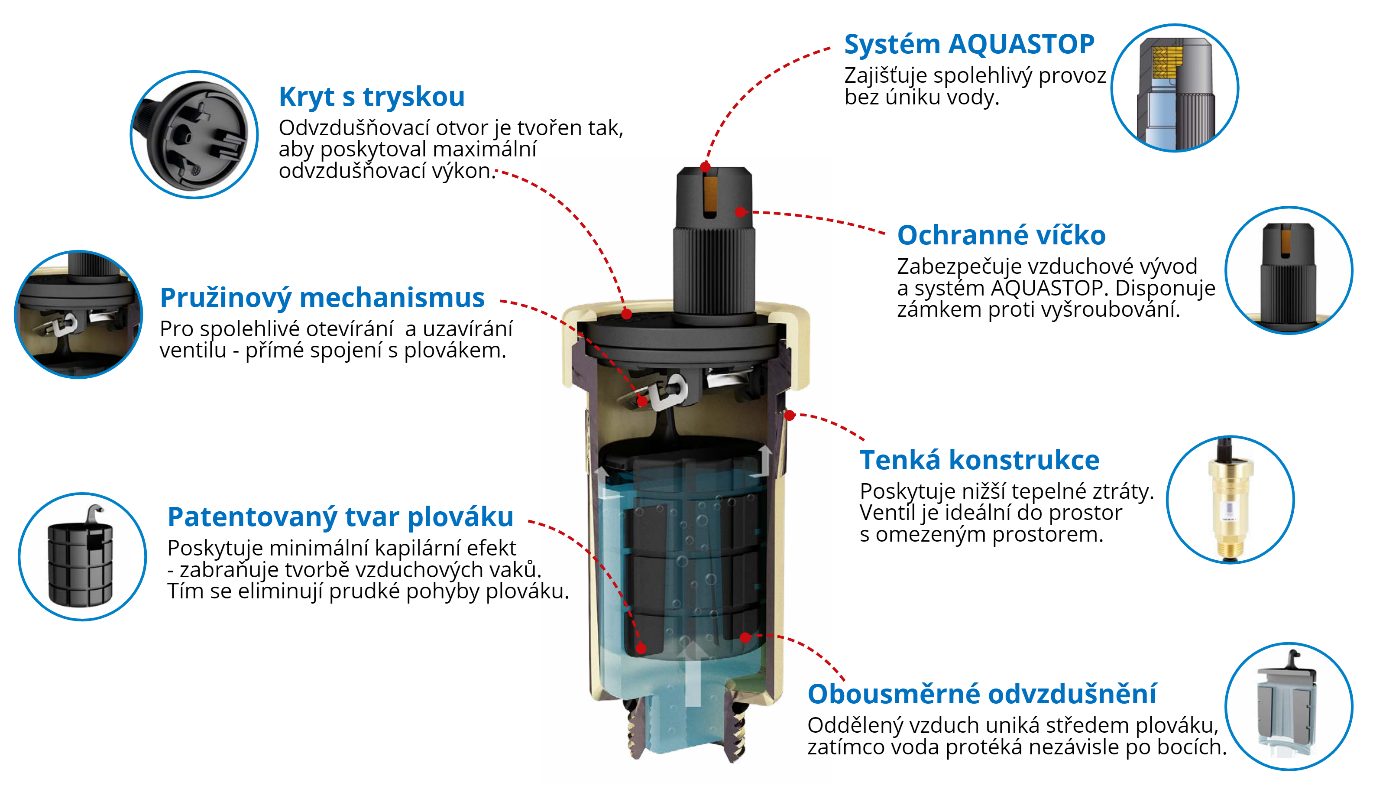 Systém AQUASTOP
Zajišťuje spolehlivý provoz
bez úniku vody.
Kryt s tryskou
Odvzdušňovací otvor je tvořen tak,
aby poskytoval maximální
odvzdušňovací výkon.
Ochranné víčko
Zabezpečuje vzduchové vývod
a systém AQUASTOP. Disponuje
zámkem proti vyšroubování.
Pružinový mechanismus
Pro spolehlivé otevírání  a uzavírání
ventilu - přímé spojení s plovákem.
Tenká konstrukce
Poskytuje nižší tepelné ztráty.
Ventil je ideální do prostor
s omezeným prostorem.
Patentovaný tvar plováku
Poskytuje minimální kapilární efekt
- zabraňuje tvorbě vzduchových vaků.
Tím se eliminují prudké pohyby plováku.
Obousměrné odvzdušnění
Oddělený vzduch uniká středem plováku,
zatímco voda protéká nezávisle po bocích.